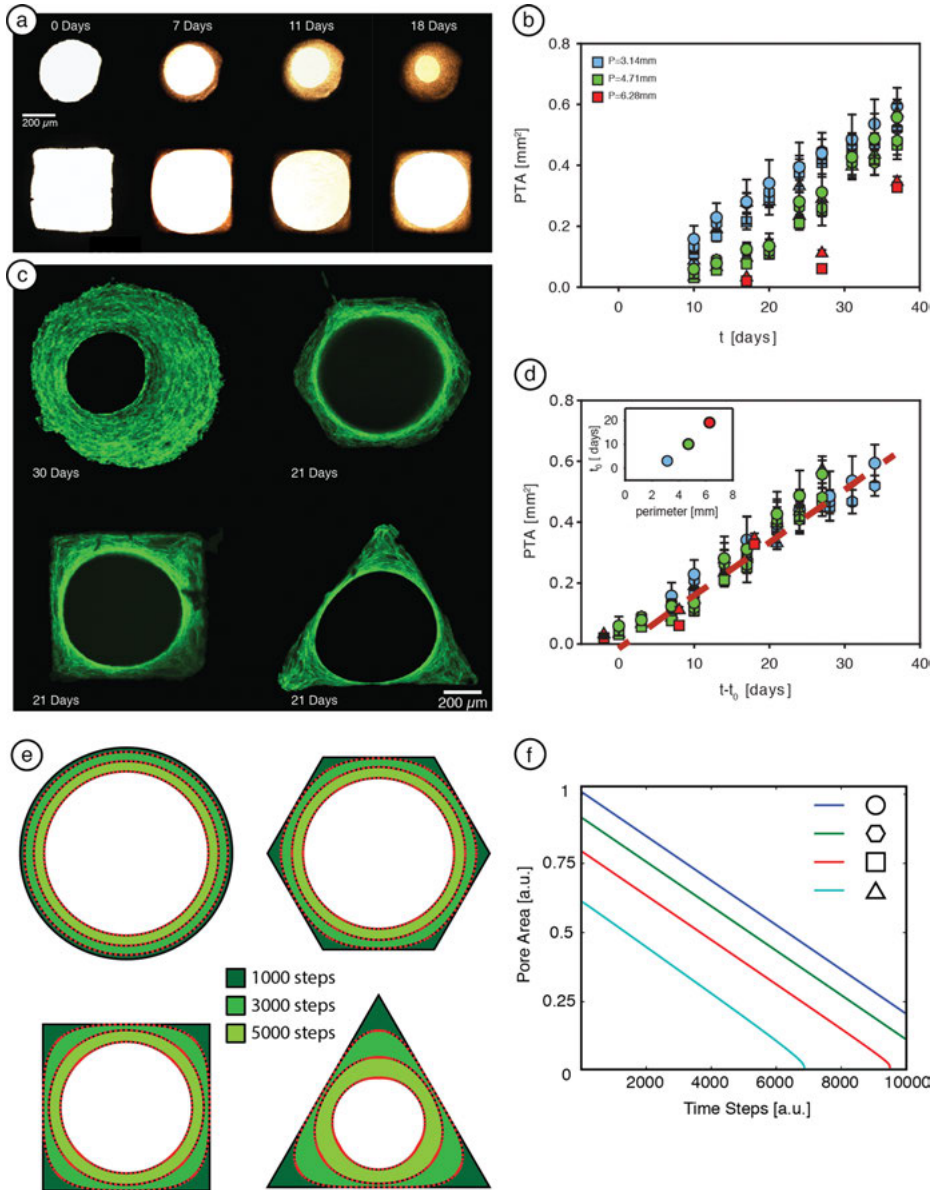 a
0 Days
7 Days
11 Days
18 Days
200 µm
b
PTA [mm²]
0.8
0.6
0.4
0.2
0.0
P=3.14mm
P=4.71mm
P=6.28mm
0
10
20
30
40
t [days]
c
30 Days
21 Days
21 Days
21 Days
200 µm
d
PTA [mm²]
0.8
0.6
0.4
0.2
0.0
t₀ [days]
20
10
0
0
2
4
6
8
perimeter [mm]
0
10
20
30
40
t-t₀ [days]
e
1000 steps
3000 steps
5000 steps
f
Pore Area [a.u.]
1
0.75
0.5
0.25
0
2000
4000
6000
8000
10000
Time Steps [a.u.]